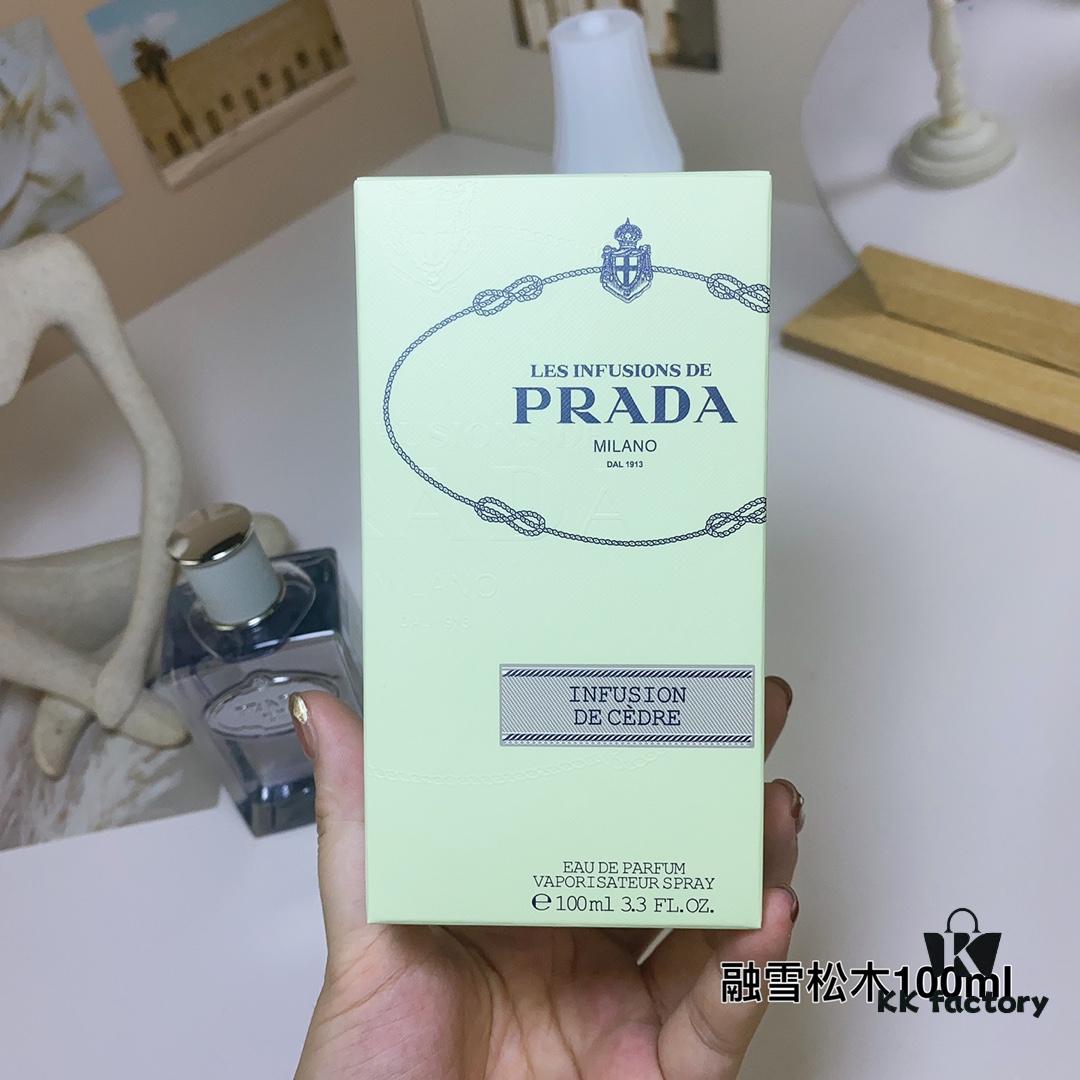 LES INFUSIONS DE
PRADA
MILANO
DAL 1913
INFUSION
DE CÈDRE
EAU DE PARFUM
VAPORISATEUR SPRAY
e 100ml 3.3 FL.OZ.
融雪松木100ml
KK factory